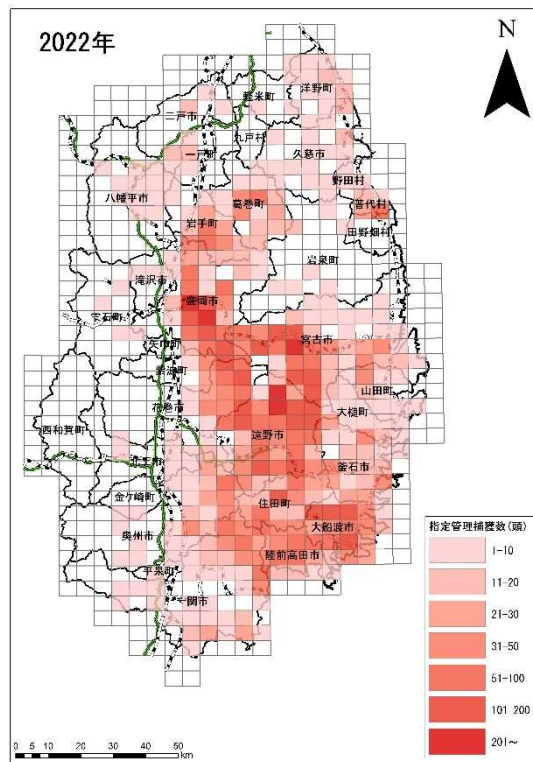 2022年
N
洋野町
軽米町
二戸市
九戸村
一戸町
久慈市
野田村
八幡平市
葛巻町
普代村
岩手町
田野畑村
岩泉町
滝沢市
盛岡市
雫石町
矢巾町
宮古市
紫波町
山田町
花巻市
大槌町
西和賀町
遠野市
釜石市
北上市
金ケ崎町
住田町
大船渡市
奥州市
陸前高田市
平泉町
一関市
指定管理捕獲数(頭)
1-10
11-20
21-30
31-50
51-100
101-200
201～
0 5 10 20 30 40 50
km